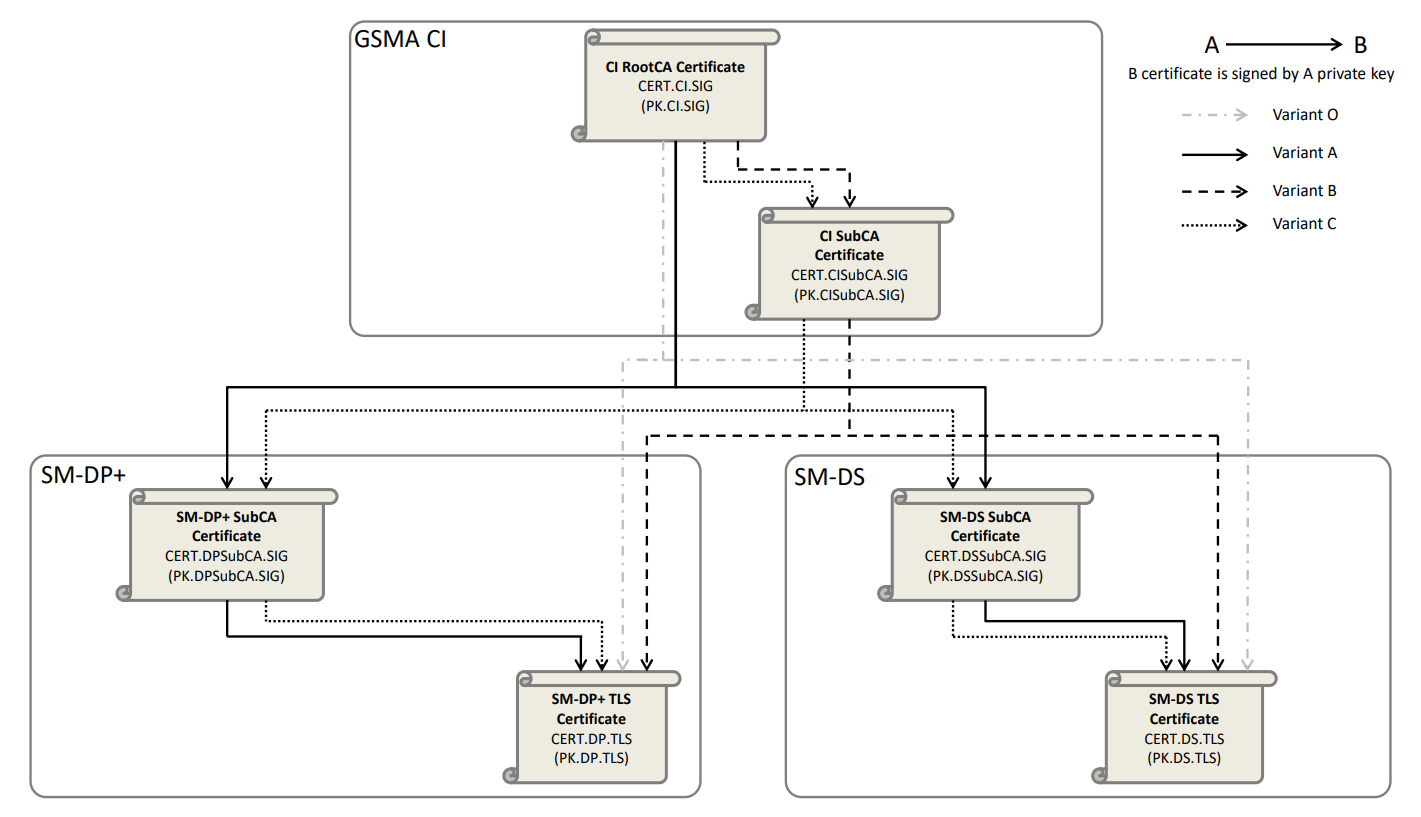 GSMA CI
CI RootCA Certificate
CERT.CI.SIG
(PK.CI.SIG)
A
B
B certificate is signed by A private key
Variant O
Variant A
Variant B
Variant C
CI SubCA
Certificate
CERT.CISubCA.SIG
(PK.CISubCA.SIG)
SM-DP+
SM-DP+ SubCA
Certificate
CERT.DPSubCA.SIG
(PK.DPSubCA.SIG)
SM-DP+ TLS
Certificate
CERT.DP.TLS
(PK.DP.TLS)
SM-DS
SM-DS SubCA
Certificate
CERT.DSSubCA.SIG
(PK.DSSubCA.SIG)
SM-DS TLS
Certificate
CERT.DS.TLS
(PK.DS.TLS)